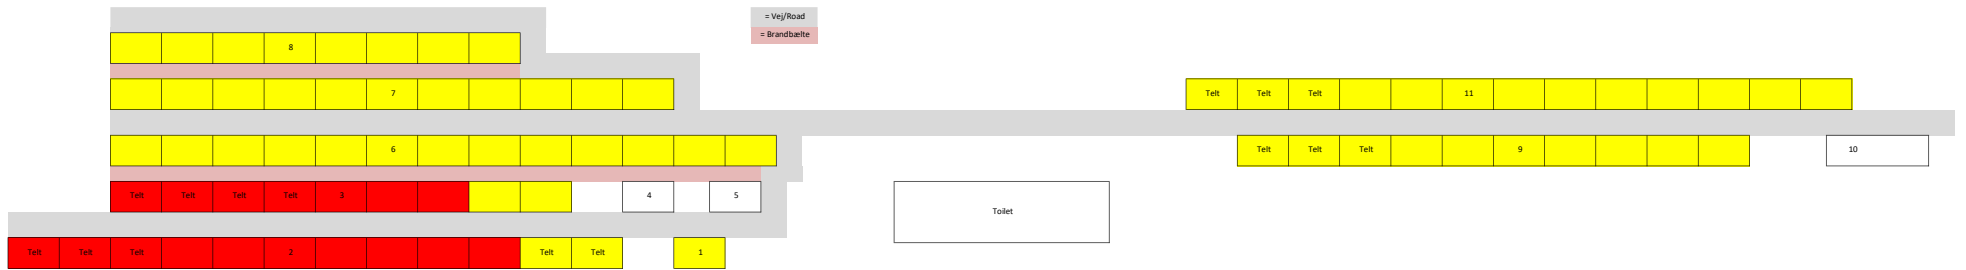 = Vej/Road
8
= Brandbælte
7
Telt Telt Telt 11
6
Telt Telt Telt 9
10
Telt Telt Telt Telt 3
4
5
Toilet
Telt Telt Telt 2 Telt Telt
1